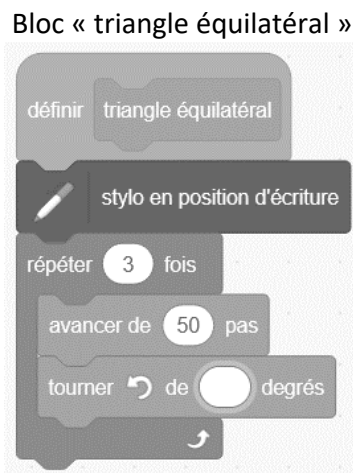 Bloc « triangle équilatéral »
définir triangle équilatéral
stylo en position d'écriture
répéter 3 fois
avancer de 50 pas
tourner de degrés